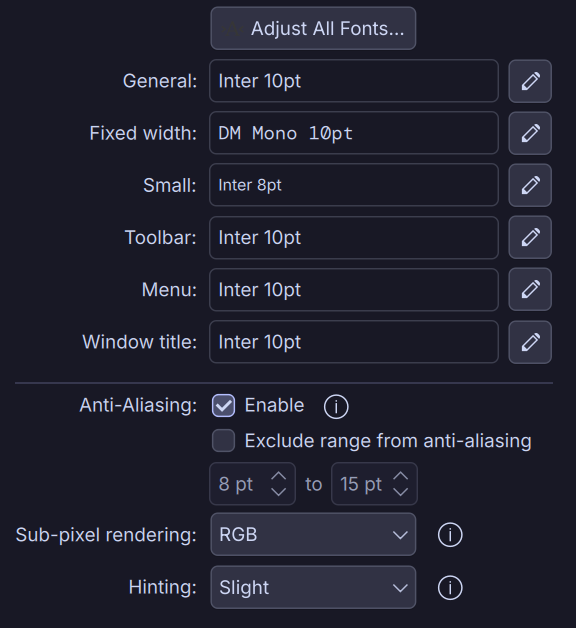 Adjust All Fonts...
General: Inter 10pt
Fixed width: DM Mono 10pt
Small: Inter 8pt
Toolbar: Inter 10pt
Menu: Inter 10pt
Window title: Inter 10pt
Anti-Aliasing: Enable
Exclude range from anti-aliasing
8 pt to 15 pt
Sub-pixel rendering: RGB
Hinting: Slight